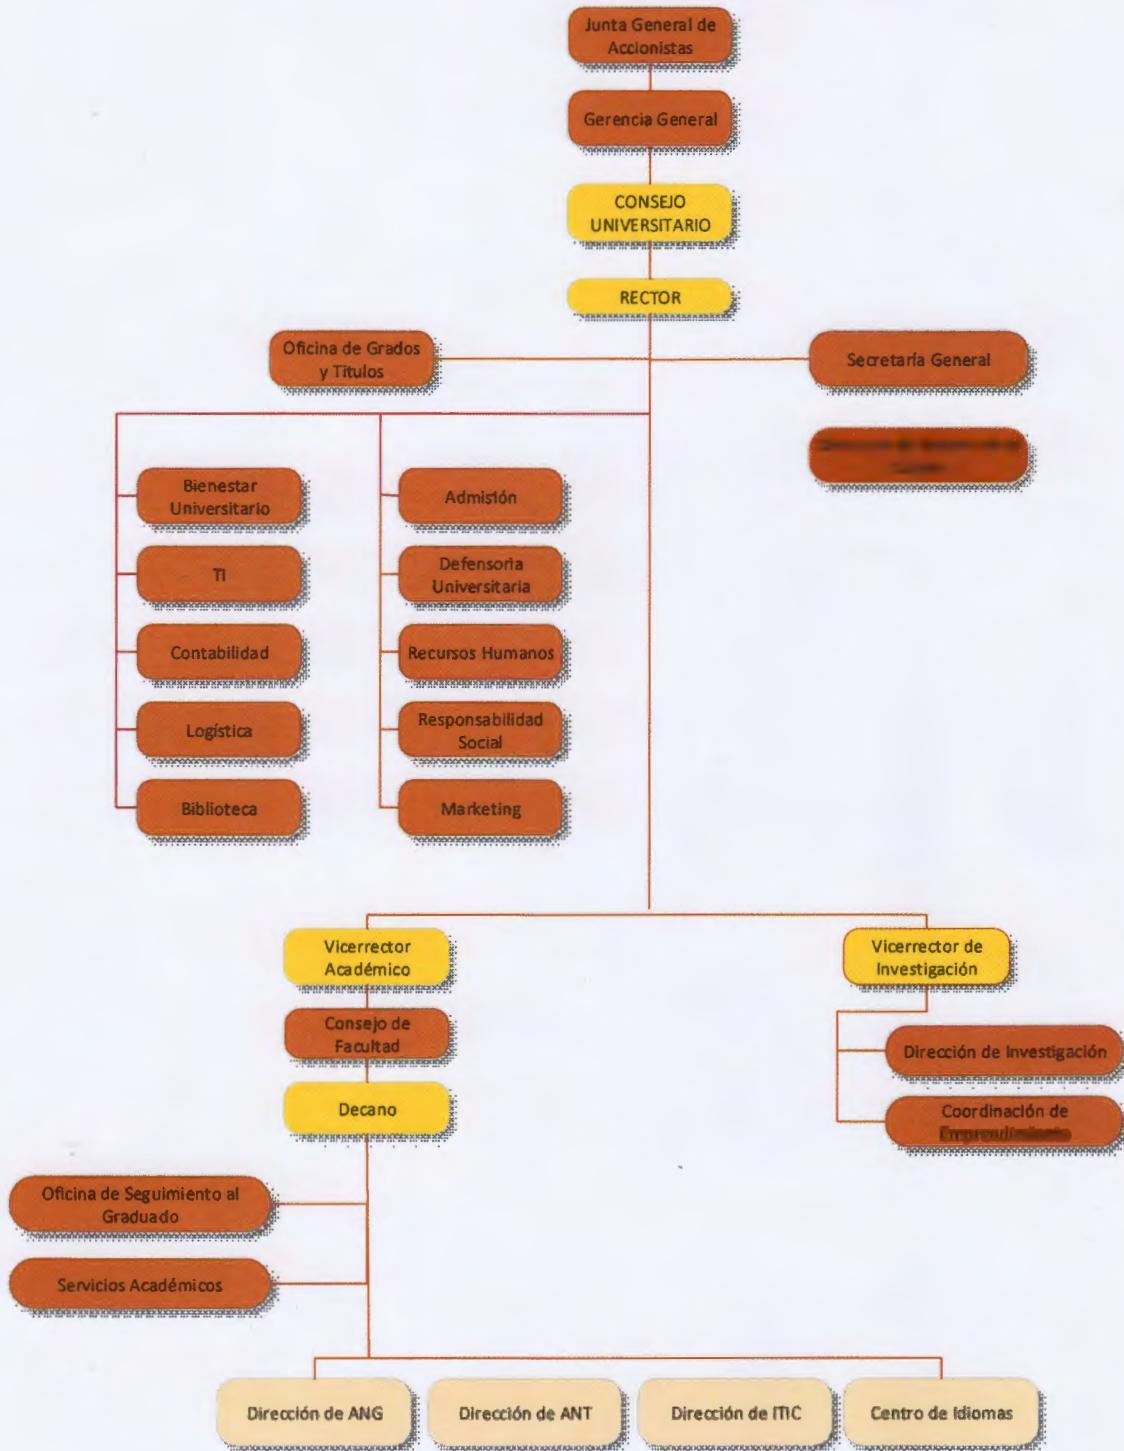 Junta General de
Accionistas
Gerencia General
CONSEJO
UNIVERSITARIO
RECTOR
Oficina de Grados
y Titulos
Secretaría General
Bienestar
Universitario
Admisión
TI
Defensoria
Universitaria
Contabilidad
Recursos Humanos
Logística
Responsabilidad
Social
Biblioteca
Marketing
Vicerrector
Académico
Vicerrector de
Investigación
Consejo de
Facultad
Dirección de Investigación
Decano
Coordinación de
Emprendimiento
Oficina de Seguimiento al
Graduado
Servicios Académicos
Dirección de ANG
Dirección de ANT
Dirección de ITIC
Centro de Idiomas